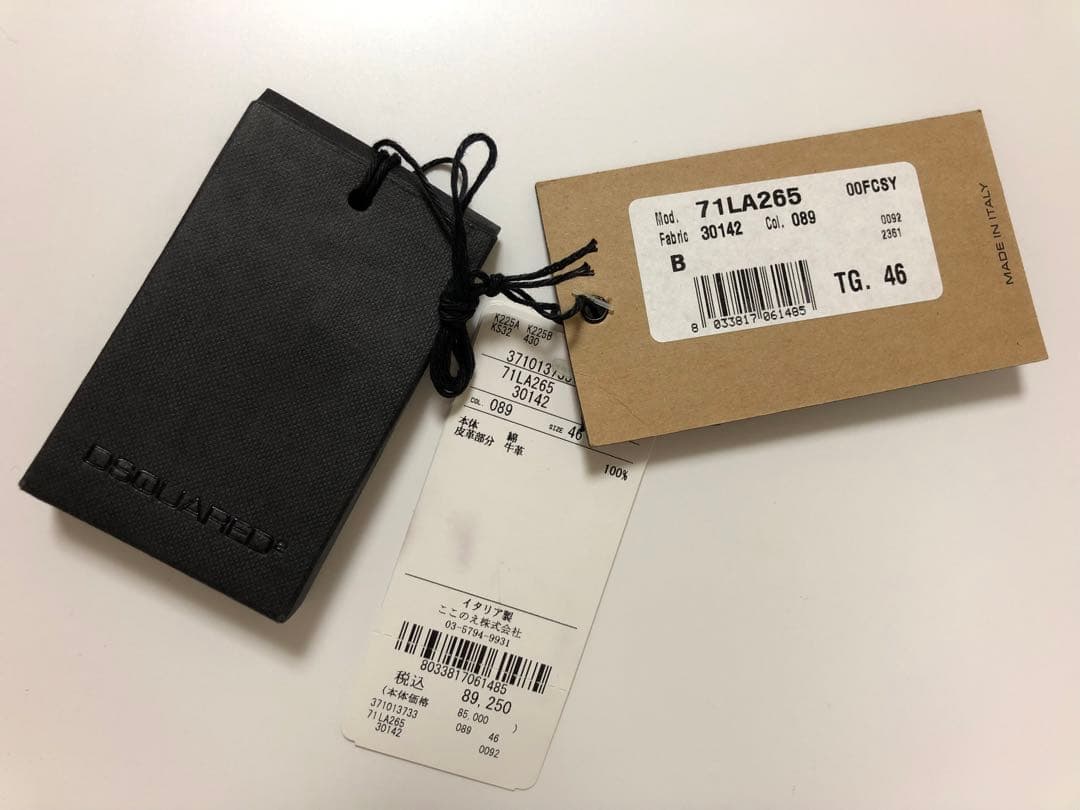 DSQUARED²
Mod. 71LA265 00FCSY
Fabric 30142 Col. 089 0092
2361
B
TG. 46
8 033817 061485
MADE IN ITALY
K225A K225B
KS32 430
371013733
71LA265
30142
COL. 089 SIZE 46
本体 綿
皮革部分 牛革
100%
イタリア製
ここのえ株式会社
03-5794-9931
8033817061485
税込 89,250
(本体価格 85,000 )
371013733
71LA265 089 46
30142 0092